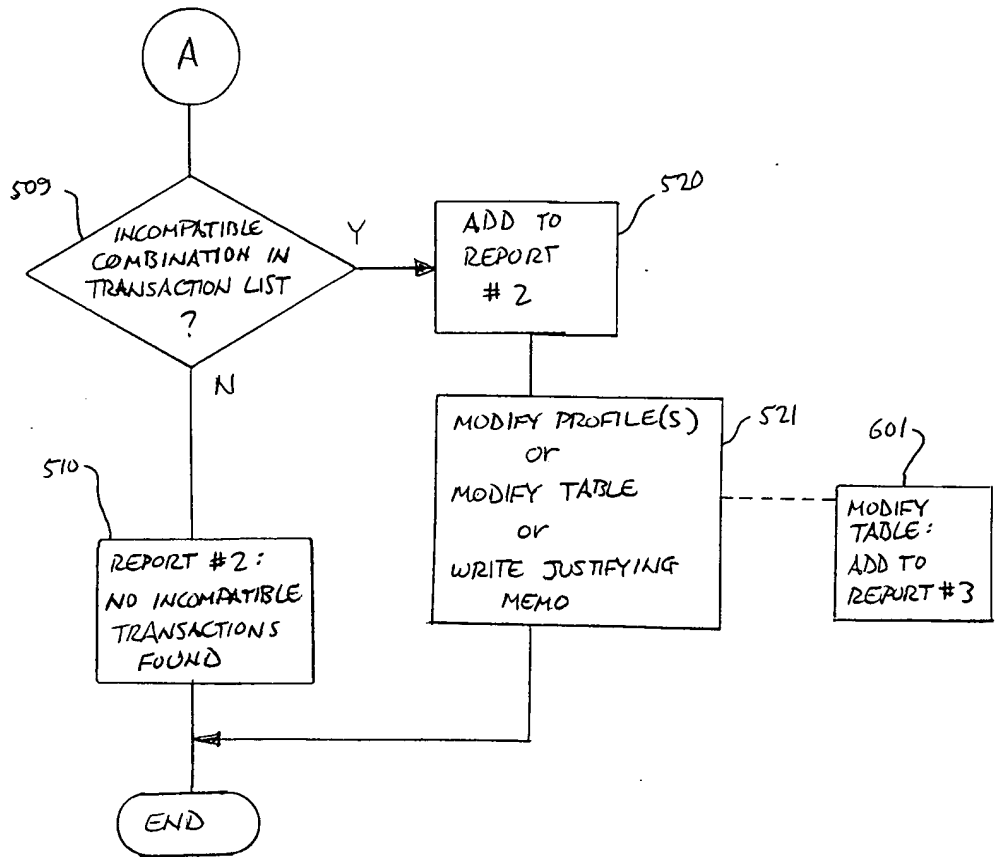 A
509
INCOMPATIBLE
COMBINATION IN
TRANSACTION LIST
?
Y
N
520
ADD TO
REPORT
# 2
521
MODIFY PROFILE(S)
or
MODIFY TABLE
or
WRITE JUSTIFYING
MEMO
601
MODIFY
TABLE:
ADD TO
REPORT #3
510
REPORT #2:
NO INCOMPATIBLE
TRANSACTIONS
FOUND
END